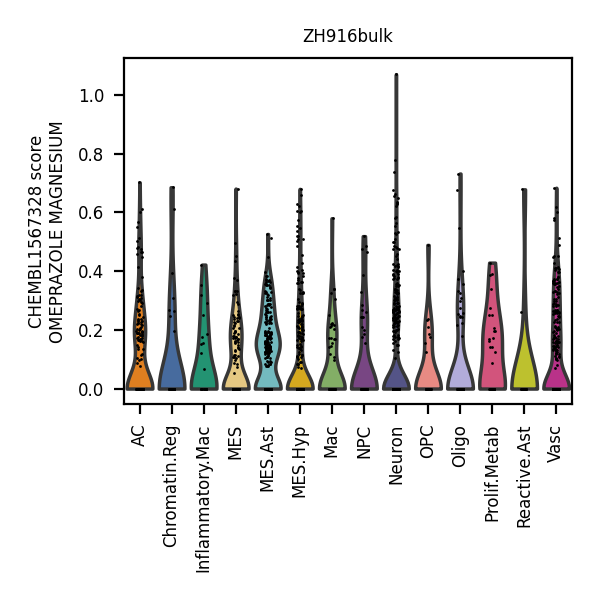 ZH916bulk
CHEMBL1567328 score
OMEPRAZOLE MAGNESIUM
1.0
0.8
0.6
0.4
0.2
0.0
AC
Chromatin.Reg
Inflammatory.Mac
MES
MES.Ast
MES.Hyp
Mac
NPC
Neuron
OPC
Oligo
Prolif.Metab
Reactive.Ast
Vasc